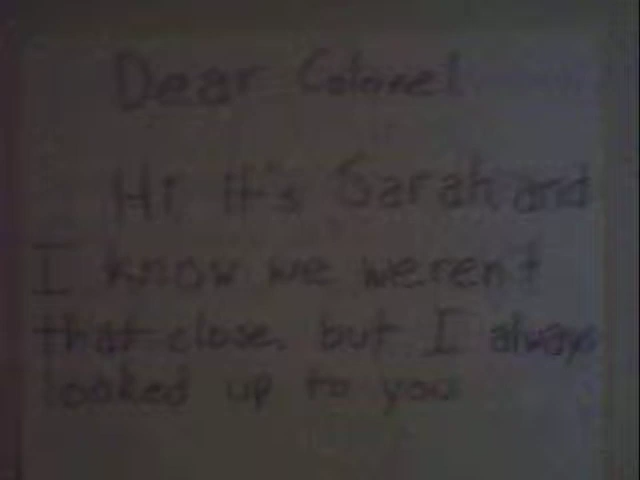 Dear Colonel
Hi it's Sarah and
I know we weren't
that close, but I always
looked up to you